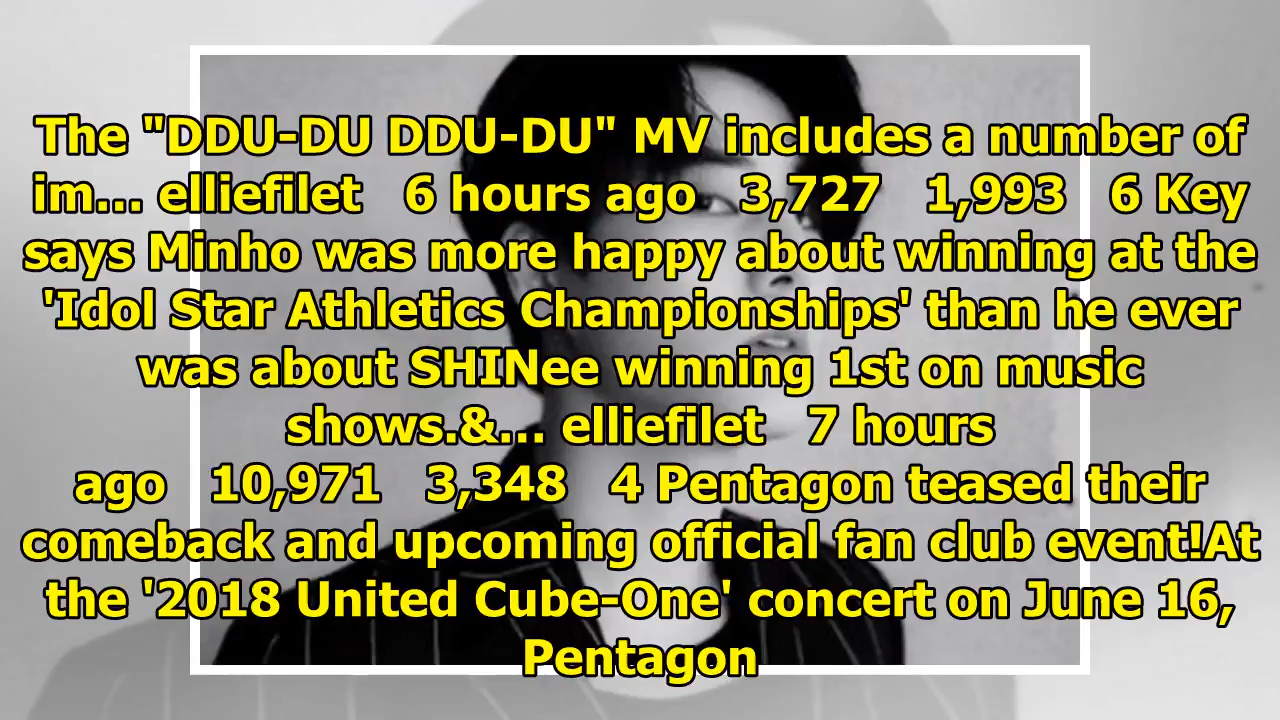 The "DDU-DU DDU-DU" MV includes a number of
im... elliefilet 6 hours ago 3,727 1,993 6 Key
says Minho was more happy about winning at the
'Idol Star Athletics Championships' than he ever
was about SHINee winning 1st on music
shows.&... elliefilet 7 hours
ago 10,971 3,348 4 Pentagon teased their
comeback and upcoming official fan club event!At
the '2018 United Cube-One' concert on June 16,
Pentagon